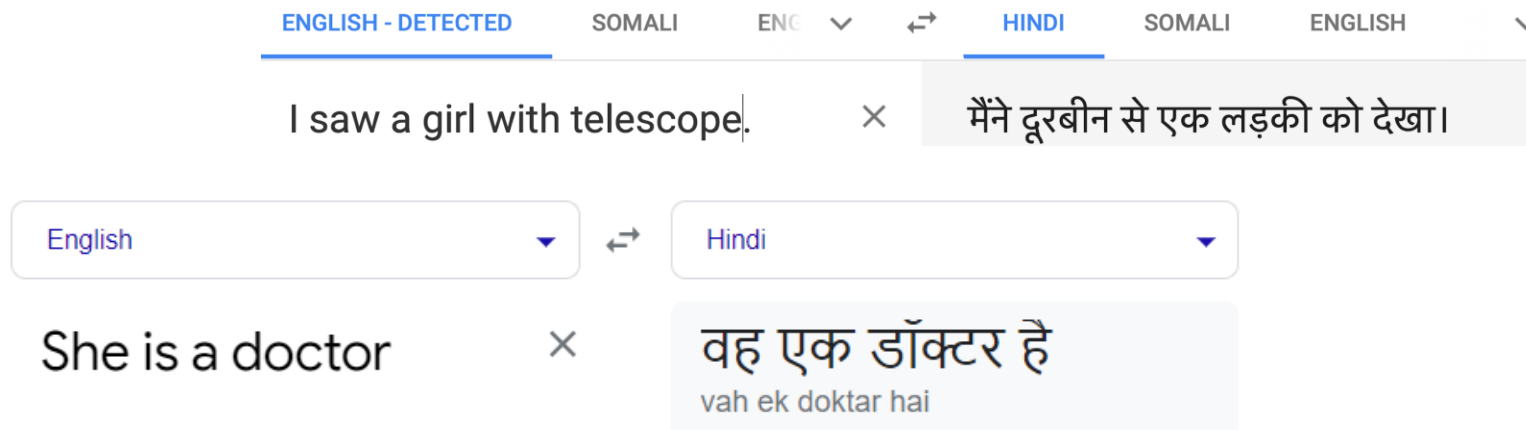 ENGLISH - DETECTED SOMALI ENG HINDI SOMALI ENGLISH
I saw a girl with telescope. मैंने दूरबीन से एक लड़की को देखा।
English Hindi
She is a doctor वह एक डॉक्टर है
vah ek doktar hai